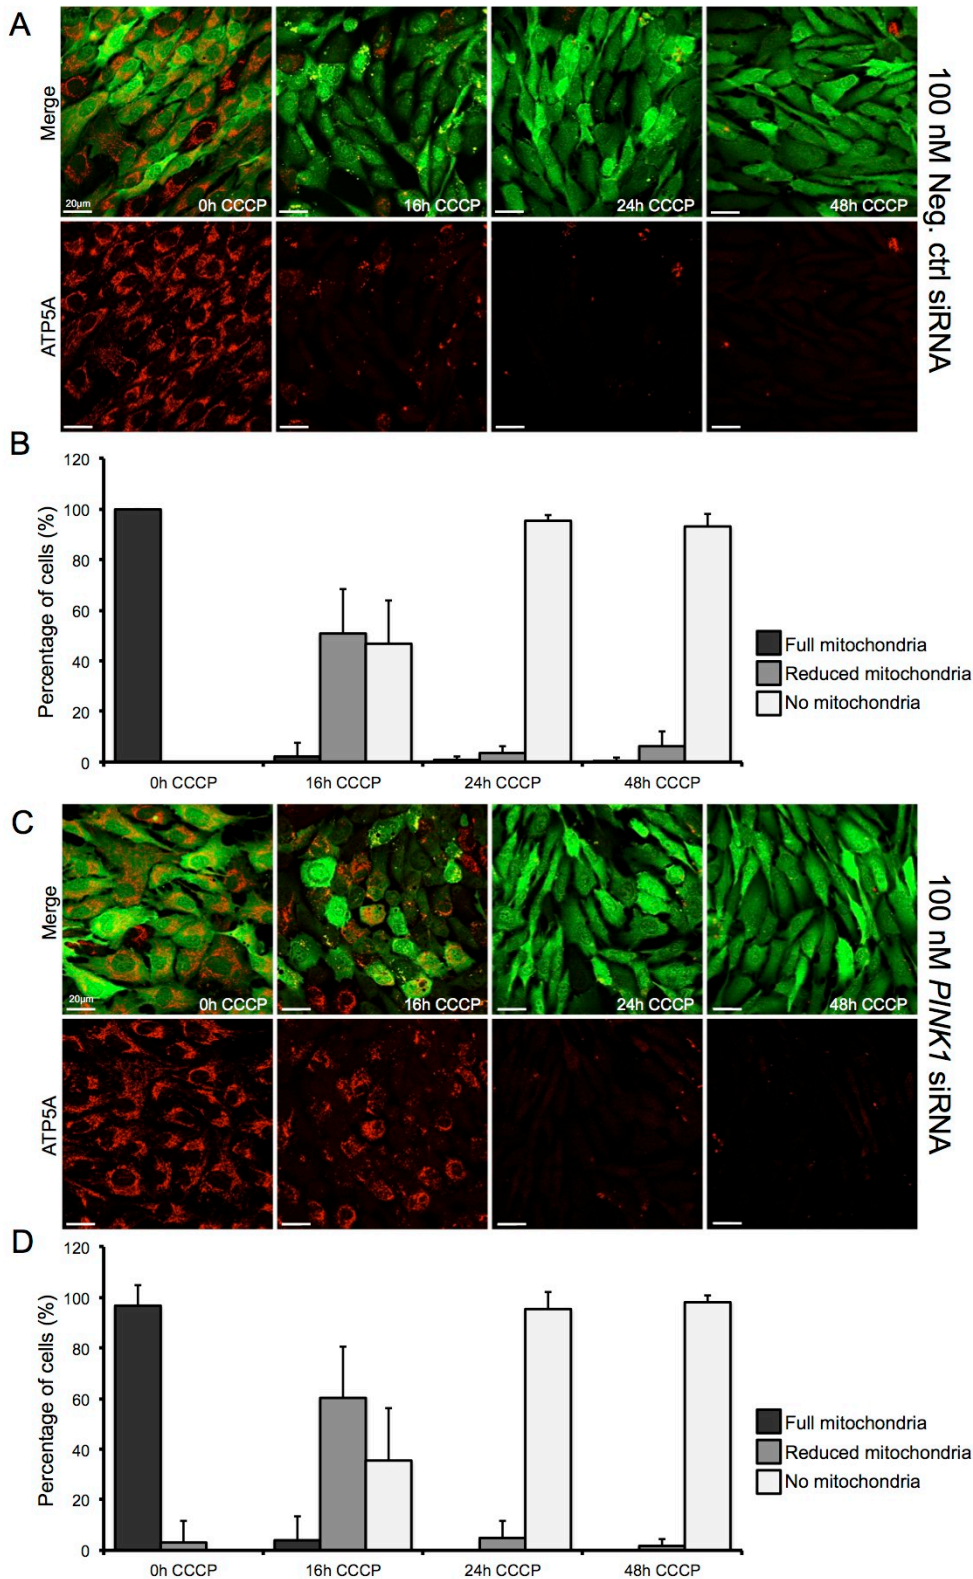 A
Merge
20µm
0h CCCP
16h CCCP
24h CCCP
48h CCCP
ATP5A
100 nM Neg. ctrl siRNA
B
Percentage of cells (%)
120
100
80
60
40
20
0
0h CCCP
16h CCCP
24h CCCP
48h CCCP
Full mitochondria
Reduced mitochondria
No mitochondria
C
Merge
20µm
0h CCCP
16h CCCP
24h CCCP
48h CCCP
ATP5A
100 nM PINK1 siRNA
D
Percentage of cells (%)
120
100
80
60
40
20
0
0h CCCP
16h CCCP
24h CCCP
48h CCCP
Full mitochondria
Reduced mitochondria
No mitochondria